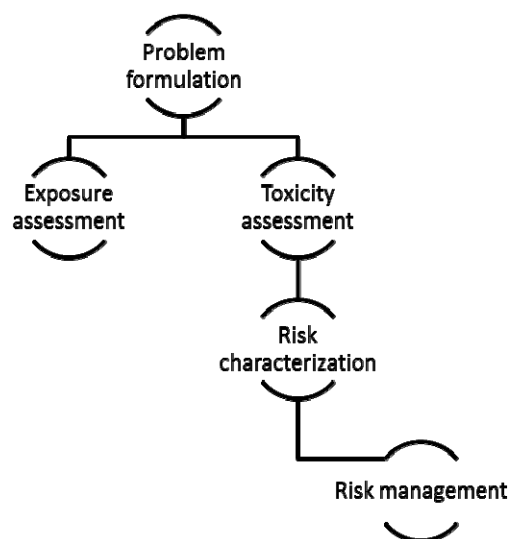 Problem
formulation
Exposure
assessment
Toxicity
assessment
Risk
characterization
Risk management